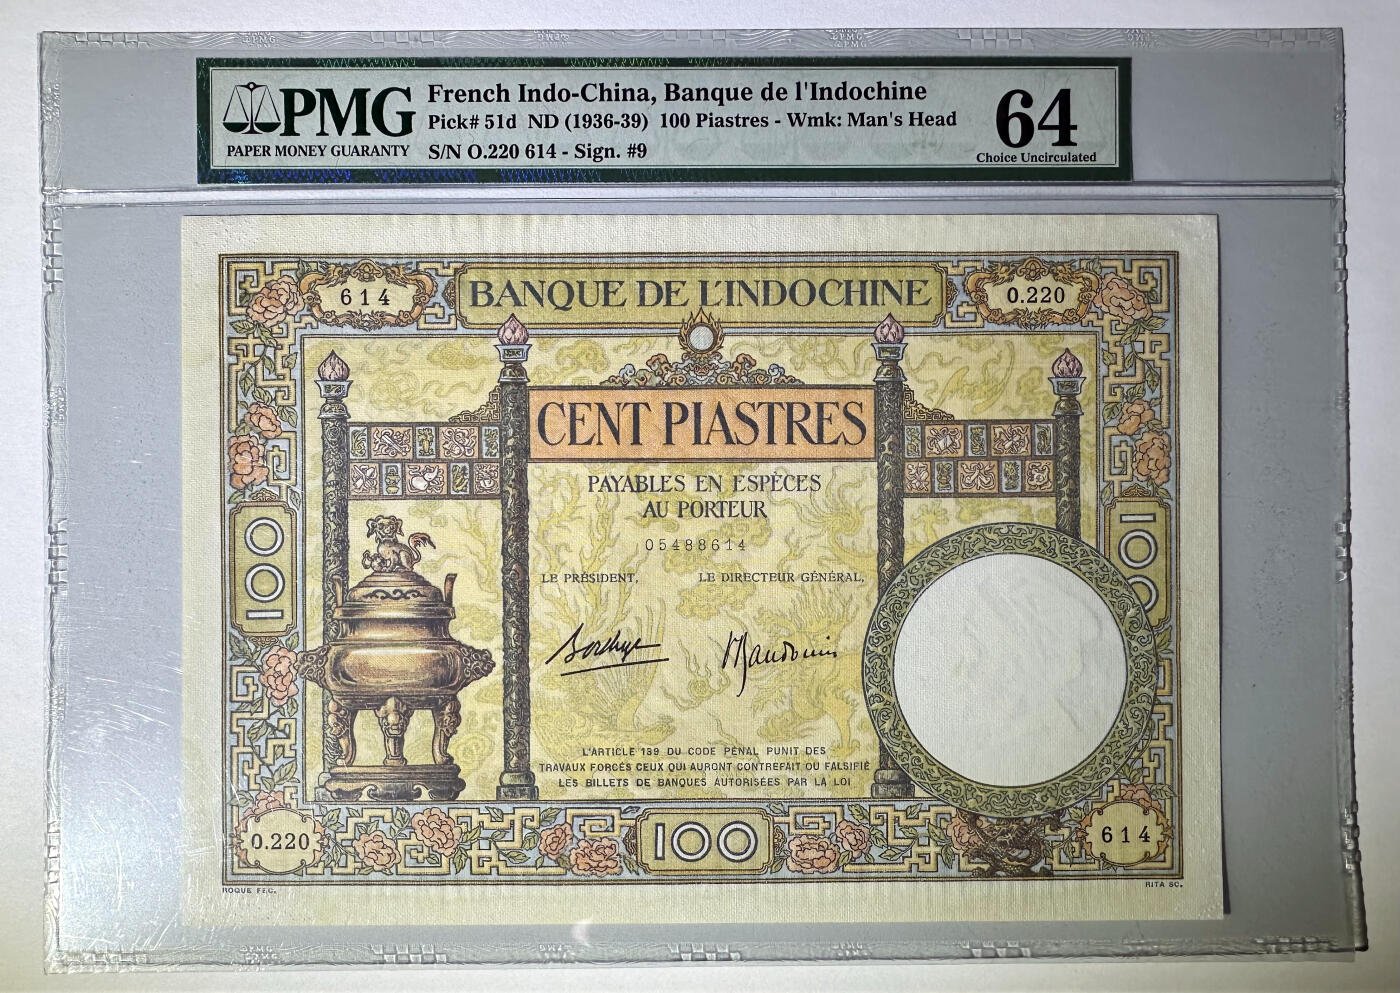 PMG
PAPER MONEY GUARANTY
French Indo-China, Banque de l'Indochine
Pick# 51d ND (1936-39) 100 Piastres - Wmk: Man's Head
S/N O.220 614 - Sign. #9
64
Choice Uncirculated
614
BANQUE DE L'INDOCHINE
O.220
CENT PIASTRES
PAYABLES EN ESPÈCES
AU PORTEUR
05488614
100
100
LE PRÉSIDENT,
LE DIRECTEUR GÉNÉRAL,
L'ARTICLE 139 DU CODE PÉNAL PUNIT DES
TRAVAUX FORCÉS CEUX QUI AURONT CONTREFAIT OU FALSIFIÉ
LES BILLETS DE BANQUES AUTORISÉES PAR LA LOI
O.220
100
614
ROQUE FEC.
RITA SC.